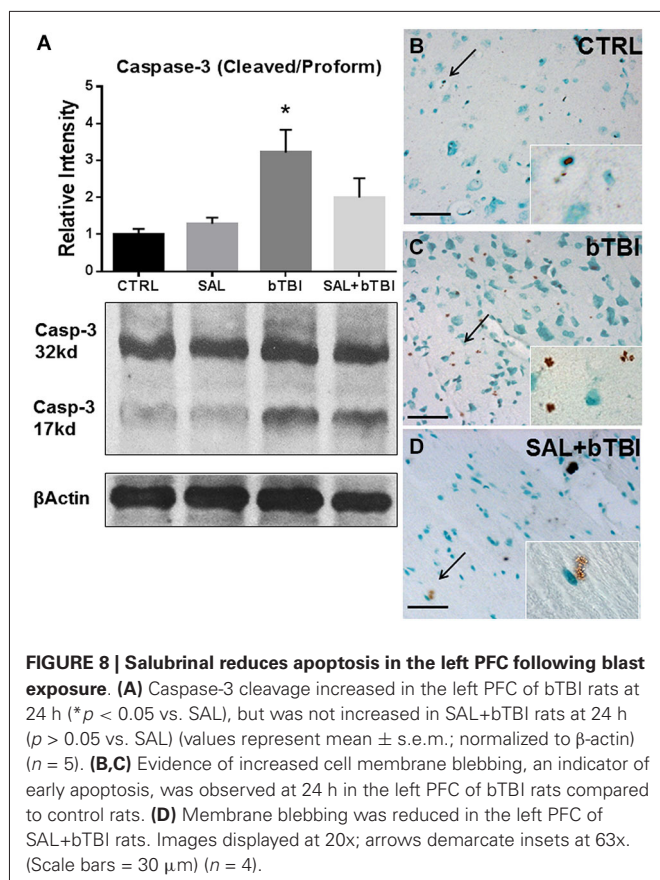 A
Caspase-3 (Cleaved/Proform)
Relative Intensity
5
4
3
2
1
0
*
CTRL SAL bTBI SAL+bTBI
Casp-3
32kd
Casp-3
17kd
βActin
B CTRL
C bTBI
D SAL+bTBI
FIGURE 8 | Salubrinal reduces apoptosis in the left PFC following blast
exposure. (A) Caspase-3 cleavage increased in the left PFC of bTBI rats at
24 h (*p < 0.05 vs. SAL), but was not increased in SAL+bTBI rats at 24 h
(p > 0.05 vs. SAL) (values represent mean ± s.e.m.; normalized to β-actin)
(n = 5). (B,C) Evidence of increased cell membrane blebbing, an indicator of
early apoptosis, was observed at 24 h in the left PFC of bTBI rats compared
to control rats. (D) Membrane blebbing was reduced in the left PFC of
SAL+bTBI rats. Images displayed at 20x; arrows demarcate insets at 63x.
(Scale bars = 30 μm) (n = 4).